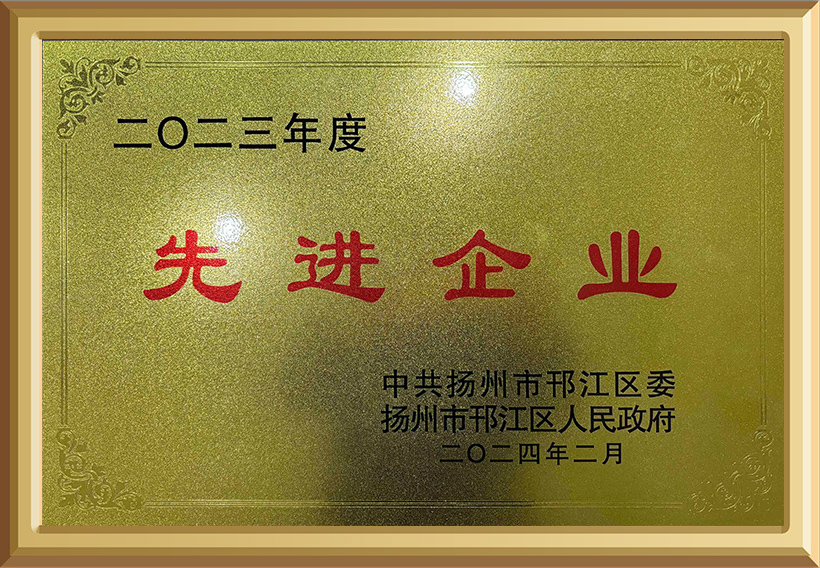 二〇二三年度
先进企业
中共扬州市邗江区委
扬州市邗江区人民政府
二〇二四年二月